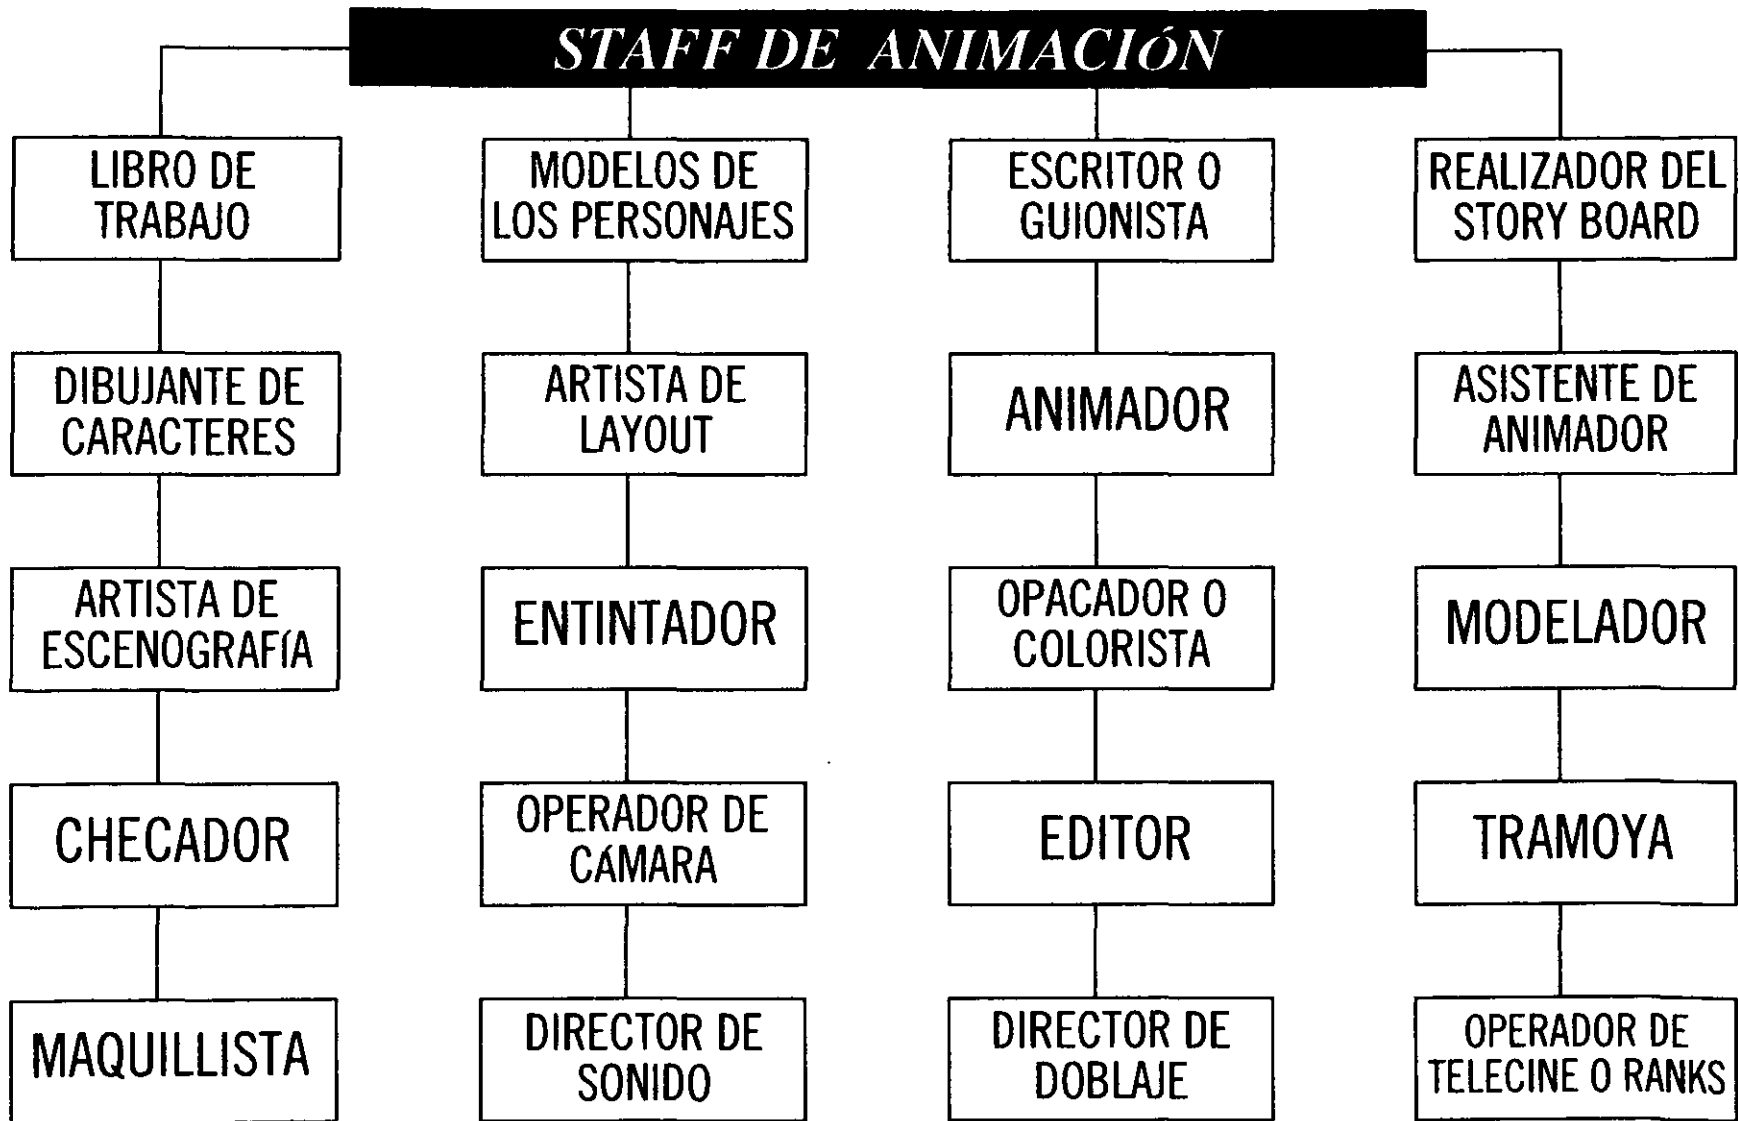 STAFF DE ANIMACIÓN
LIBRO DE
TRABAJO
MODELOS DE
LOS PERSONAJES
ESCRITOR O
GUIONISTA
REALIZADOR DEL
STORY BOARD
DIBUJANTE DE
CARACTERES
ARTISTA DE
LAYOUT
ANIMADOR
ASISTENTE DE
ANIMADOR
ARTISTA DE
ESCENOGRAFÍA
ENTINTADOR
OPACADOR O
COLORISTA
MODELADOR
CHECADOR
OPERADOR DE
CÁMARA
EDITOR
TRAMOYA
MAQUILLISTA
DIRECTOR DE
SONIDO
DIRECTOR DE
DOBLAJE
OPERADOR DE
TELECINE O RANKS